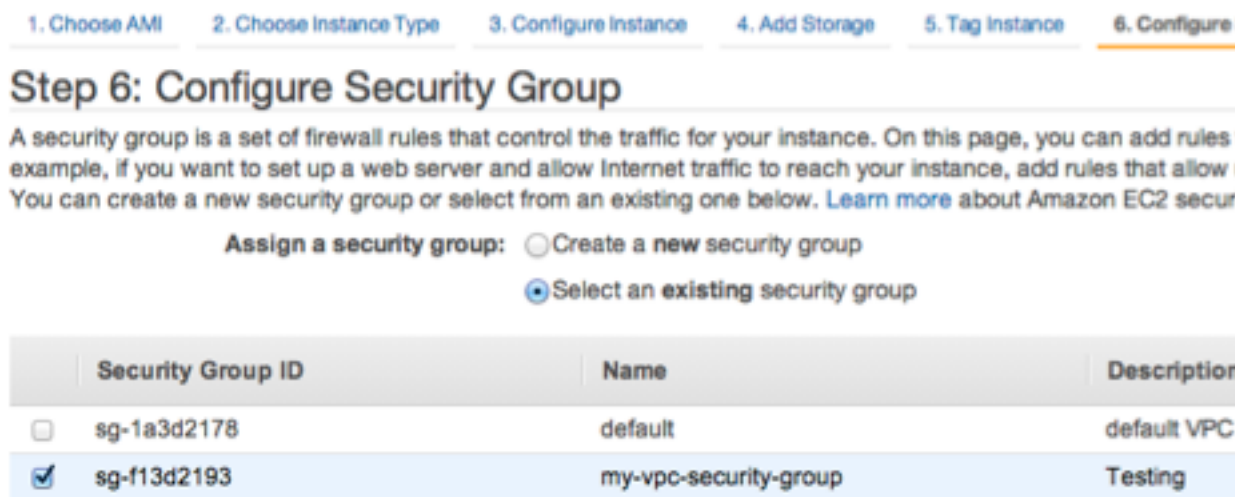 1. Choose AMI 2. Choose Instance Type 3. Configure Instance 4. Add Storage 5. Tag Instance 6. Configure
Step 6: Configure Security Group
A security group is a set of firewall rules that control the traffic for your instance. On this page, you can add rules
example, if you want to set up a web server and allow Internet traffic to reach your instance, add rules that allow
You can create a new security group or select from an existing one below. Learn more about Amazon EC2 secur
Assign a security group: Create a new security group
Select an existing security group
Security Group ID Name Description
sg-1a3d2178 default default VPC
sg-f13d2193 my-vpc-security-group Testing